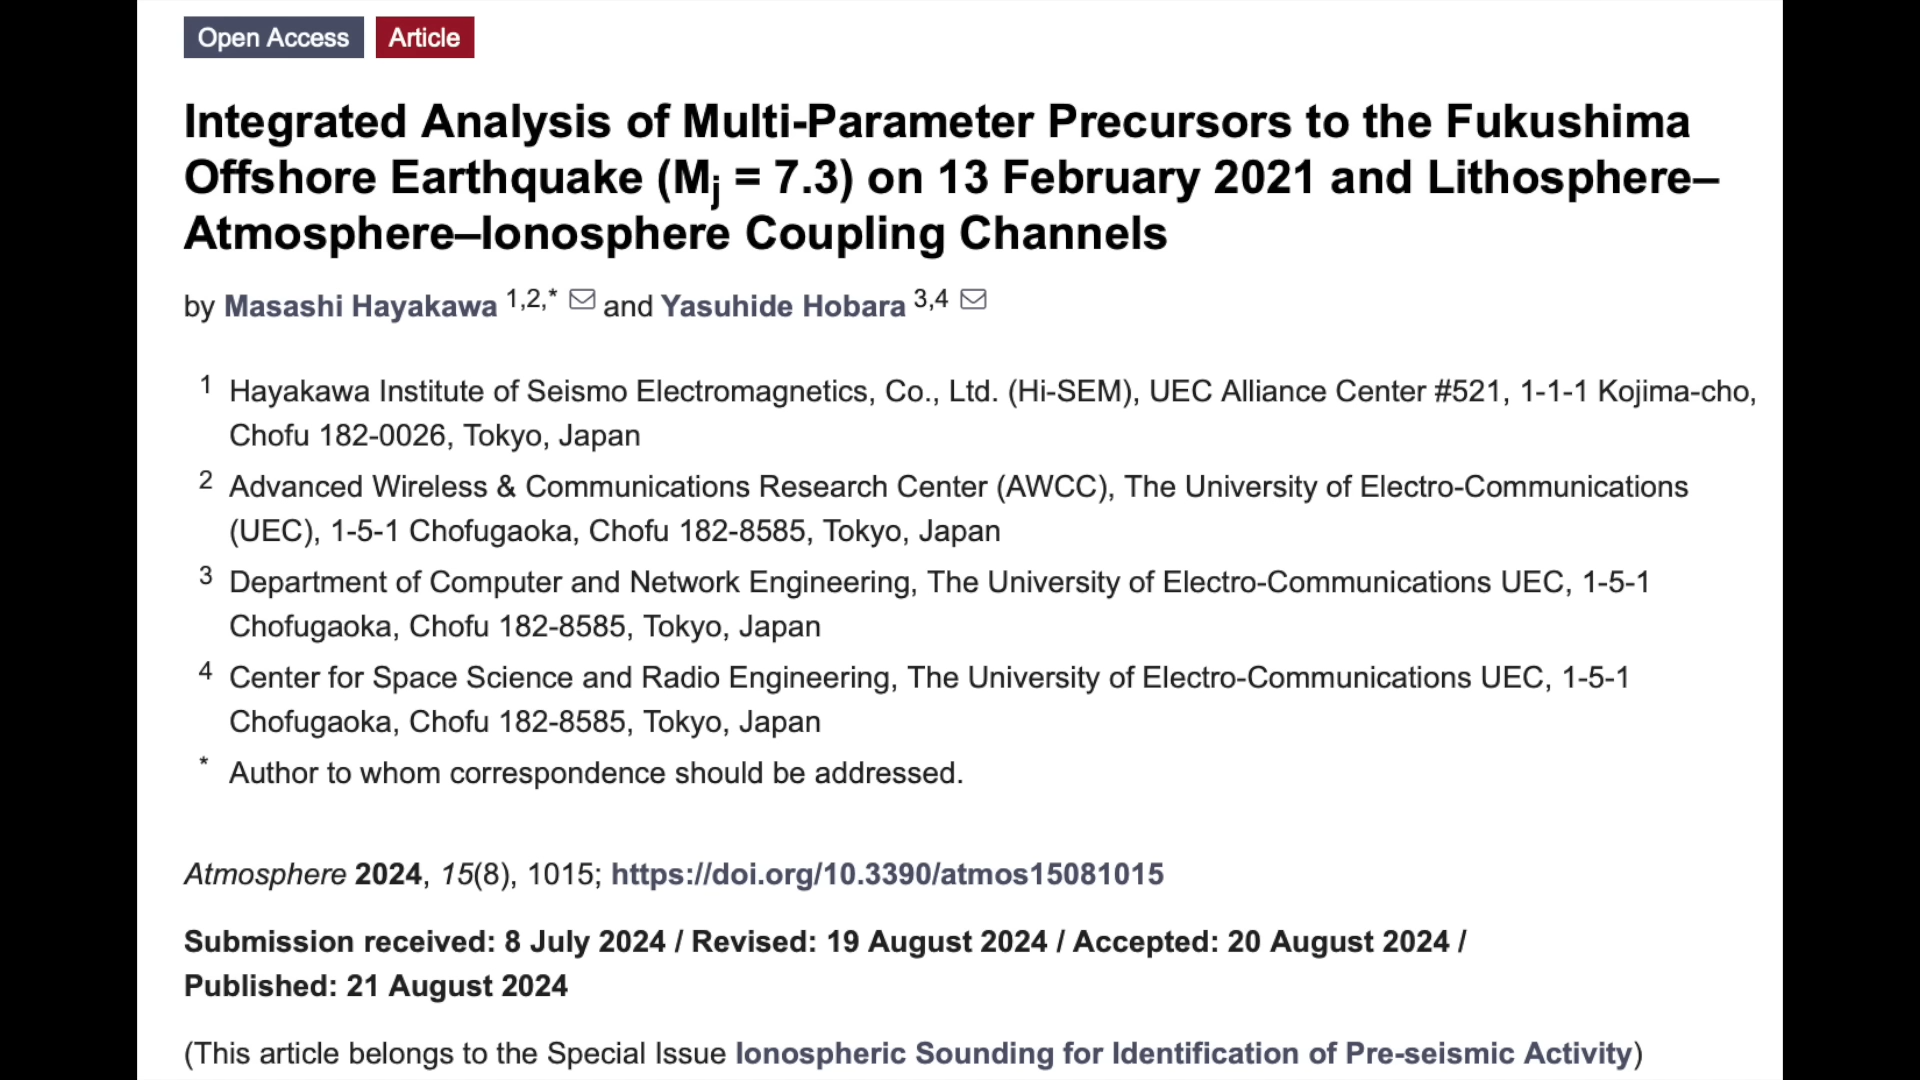 Open Access Article
Integrated Analysis of Multi-Parameter Precursors to the Fukushima
Offshore Earthquake (Mj = 7.3) on 13 February 2021 and Lithosphere–
Atmosphere–Ionosphere Coupling Channels
by Masashi Hayakawa 1,2,* and Yasuhide Hobara 3,4
1 Hayakawa Institute of Seismo Electromagnetics, Co., Ltd. (Hi-SEM), UEC Alliance Center #521, 1-1-1 Kojima-cho,
Chofu 182-0026, Tokyo, Japan
2 Advanced Wireless & Communications Research Center (AWCC), The University of Electro-Communications
(UEC), 1-5-1 Chofugaoka, Chofu 182-8585, Tokyo, Japan
3 Department of Computer and Network Engineering, The University of Electro-Communications UEC, 1-5-1
Chofugaoka, Chofu 182-8585, Tokyo, Japan
4 Center for Space Science and Radio Engineering, The University of Electro-Communications UEC, 1-5-1
Chofugaoka, Chofu 182-8585, Tokyo, Japan
* Author to whom correspondence should be addressed.
Atmosphere 2024, 15(8), 1015; https://doi.org/10.3390/atmos15081015
Submission received: 8 July 2024 / Revised: 19 August 2024 / Accepted: 20 August 2024 /
Published: 21 August 2024
(This article belongs to the Special Issue Ionospheric Sounding for Identification of Pre-seismic Activity)